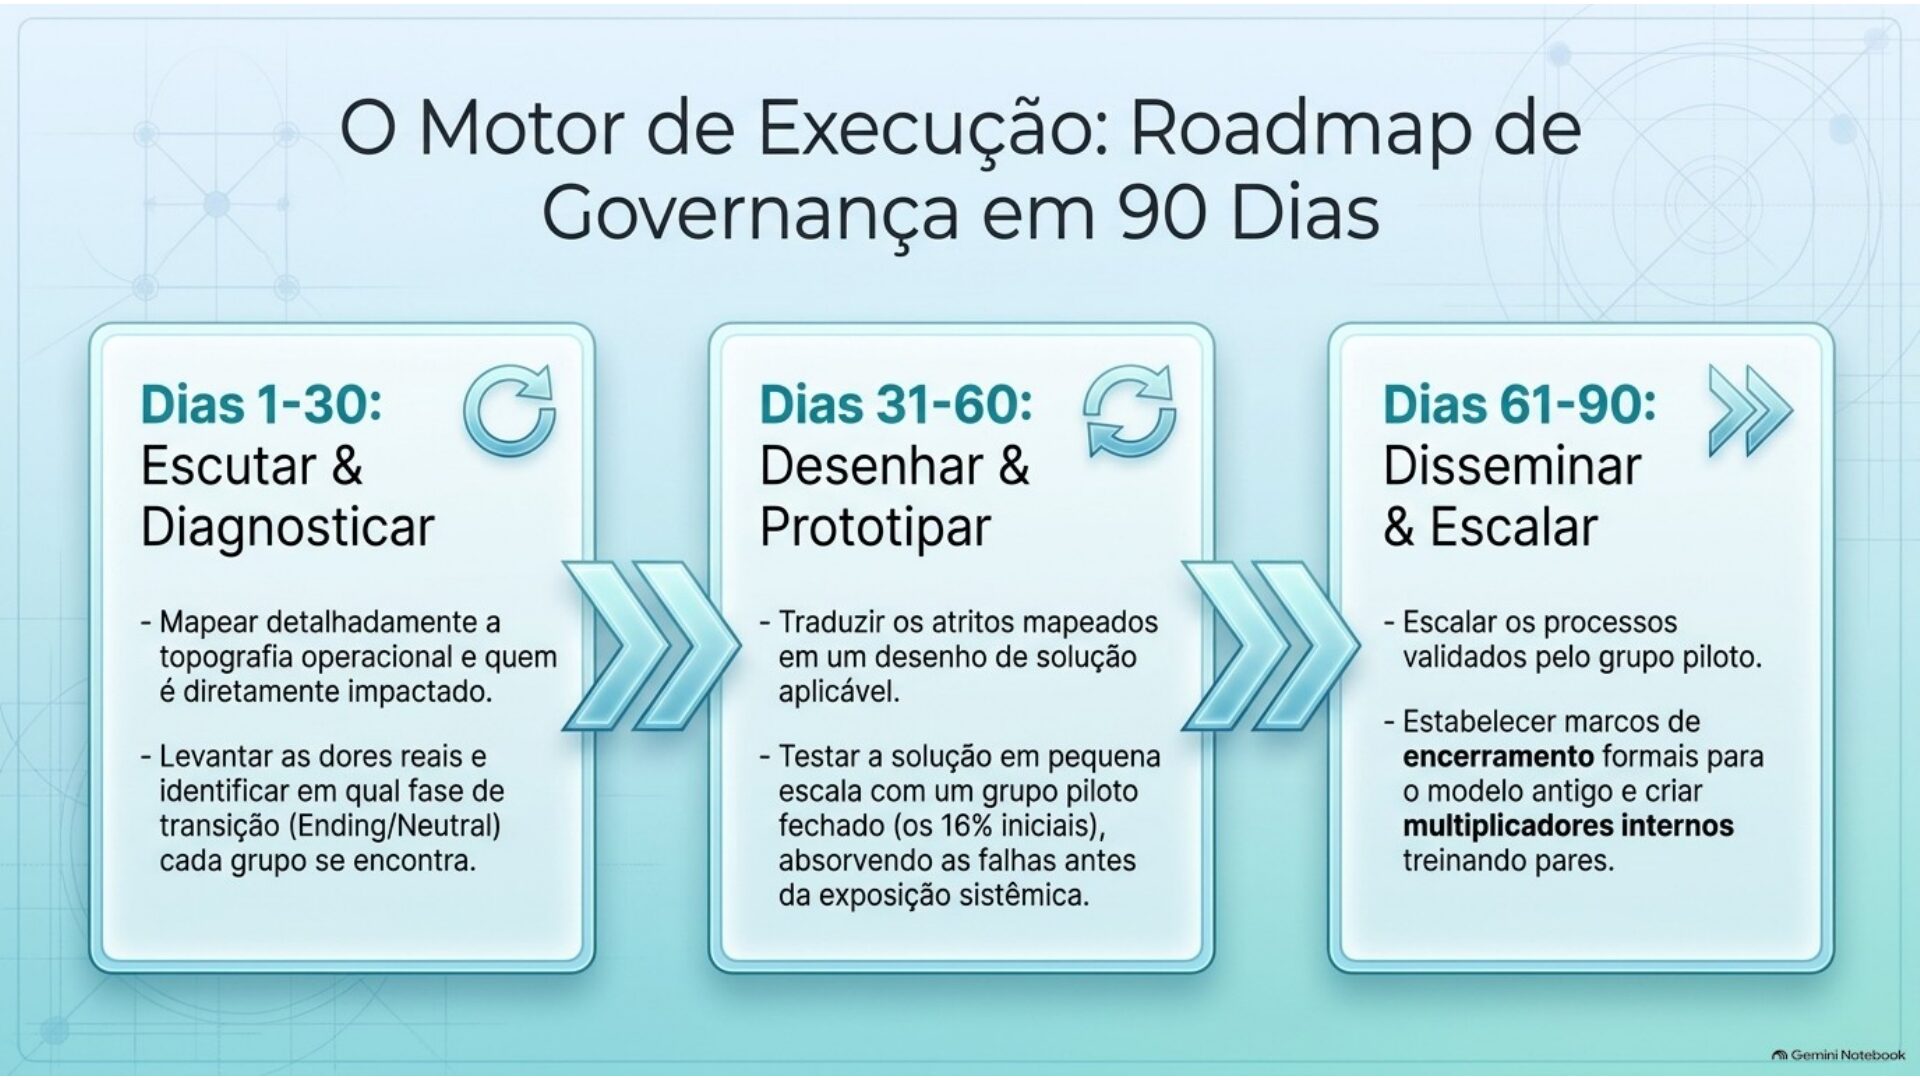 O Motor de Execução: Roadmap de
Governança em 90 Dias
Dias 1-30:
Escutar &
Diagnosticar
- Mapear detalhadamente a
topografia operacional e quem
é diretamente impactado.
- Levantar as dores reais e
identificar em qual fase de
transição (Ending/Neutral)
cada grupo se encontra.
Dias 31-60:
Desenhar &
Prototipar
- Traduzir os atritos mapeados
em um desenho de solução
aplicável.
- Testar a solução em pequena
escala com um grupo piloto
fechado (os 16% iniciais),
absorvendo as falhas antes
da exposição sistêmica.
Dias 61-90:
Disseminar
& Escalar
- Escalar os processos
validados pelo grupo piloto.
- Estabelecer marcos de
encerramento formais para
o modelo antigo e criar
multiplicadores internos
treinando pares.
Gemini Notebook